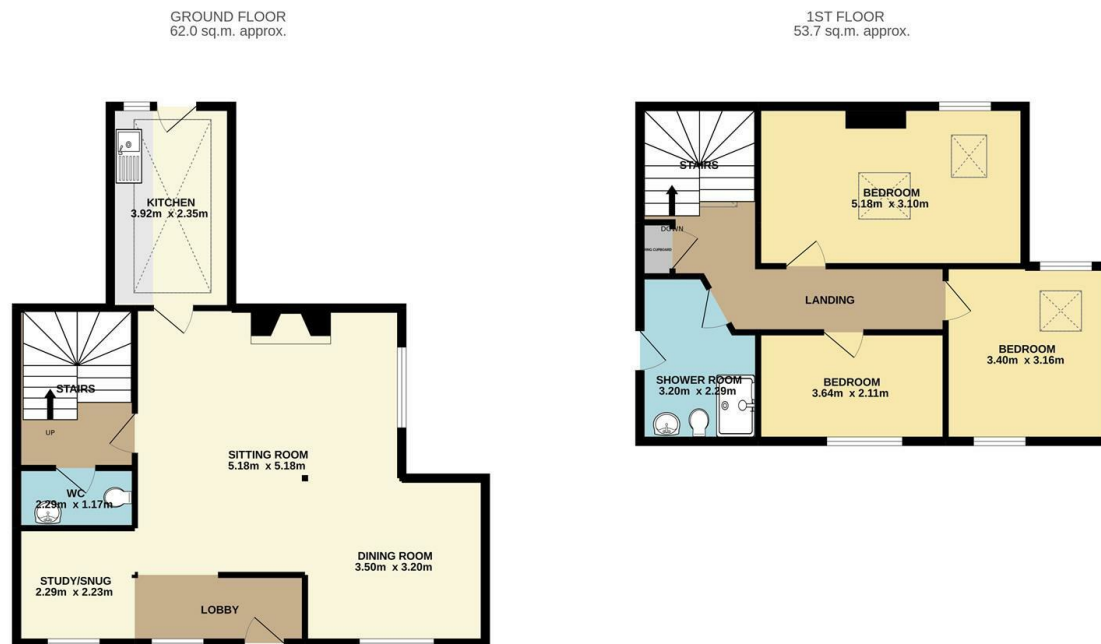 GROUND FLOOR
62.0 sq.m. approx.
KITCHEN
3.92m x 2.35m
STAIRS
UP
SITTING ROOM
5.18m x 5.18m
WC
2.29m x 1.17m
DINING ROOM
3.50m x 3.20m
STUDY/SNUG
2.29m x 2.23m
LOBBY
1ST FLOOR
53.7 sq.m. approx.
STAIRS
BEDROOM
5.18m x 3.10m
DOWN
CUPBOARD
LANDING
BEDROOM
3.40m x 3.16m
SHOWER ROOM
3.20m x 2.29m
BEDROOM
3.64m x 2.11m